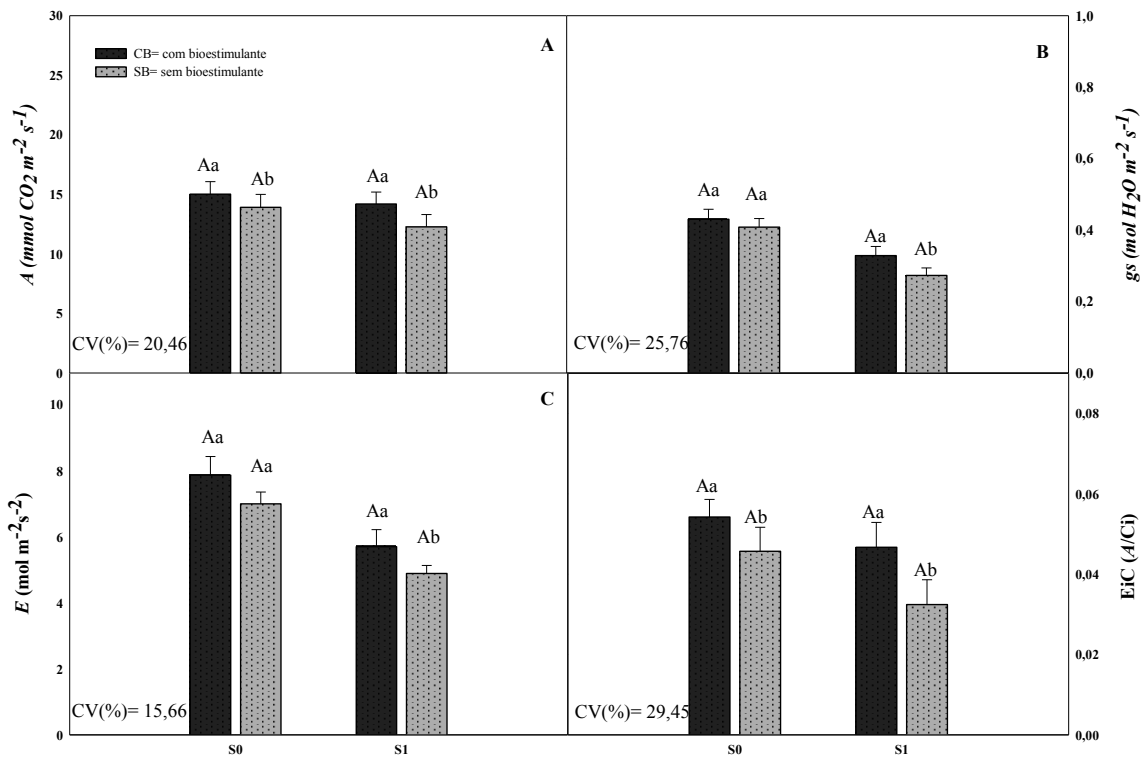 A
CB= com bioestimulante
SB= sem bioestimulante
A (mmol CO2 m-2 s-1)
30
25
20
15
10
5
0
Aa
Ab
Aa
Ab
CV(%)= 20,46
B
gs (mol H2O m-2 s-1)
1,0
0,8
0,6
0,4
0,2
0,0
Aa
Aa
Aa
Ab
CV(%)= 25,76
C
E (mol m-2s-2)
10
8
6
4
2
0
Aa
Aa
Aa
Ab
CV(%)= 15,66
S0
S1
EiC (A/Ci)
0,08
0,06
0,04
0,02
0,00
Aa
Ab
Aa
Ab
CV(%)= 29,45
S0
S1